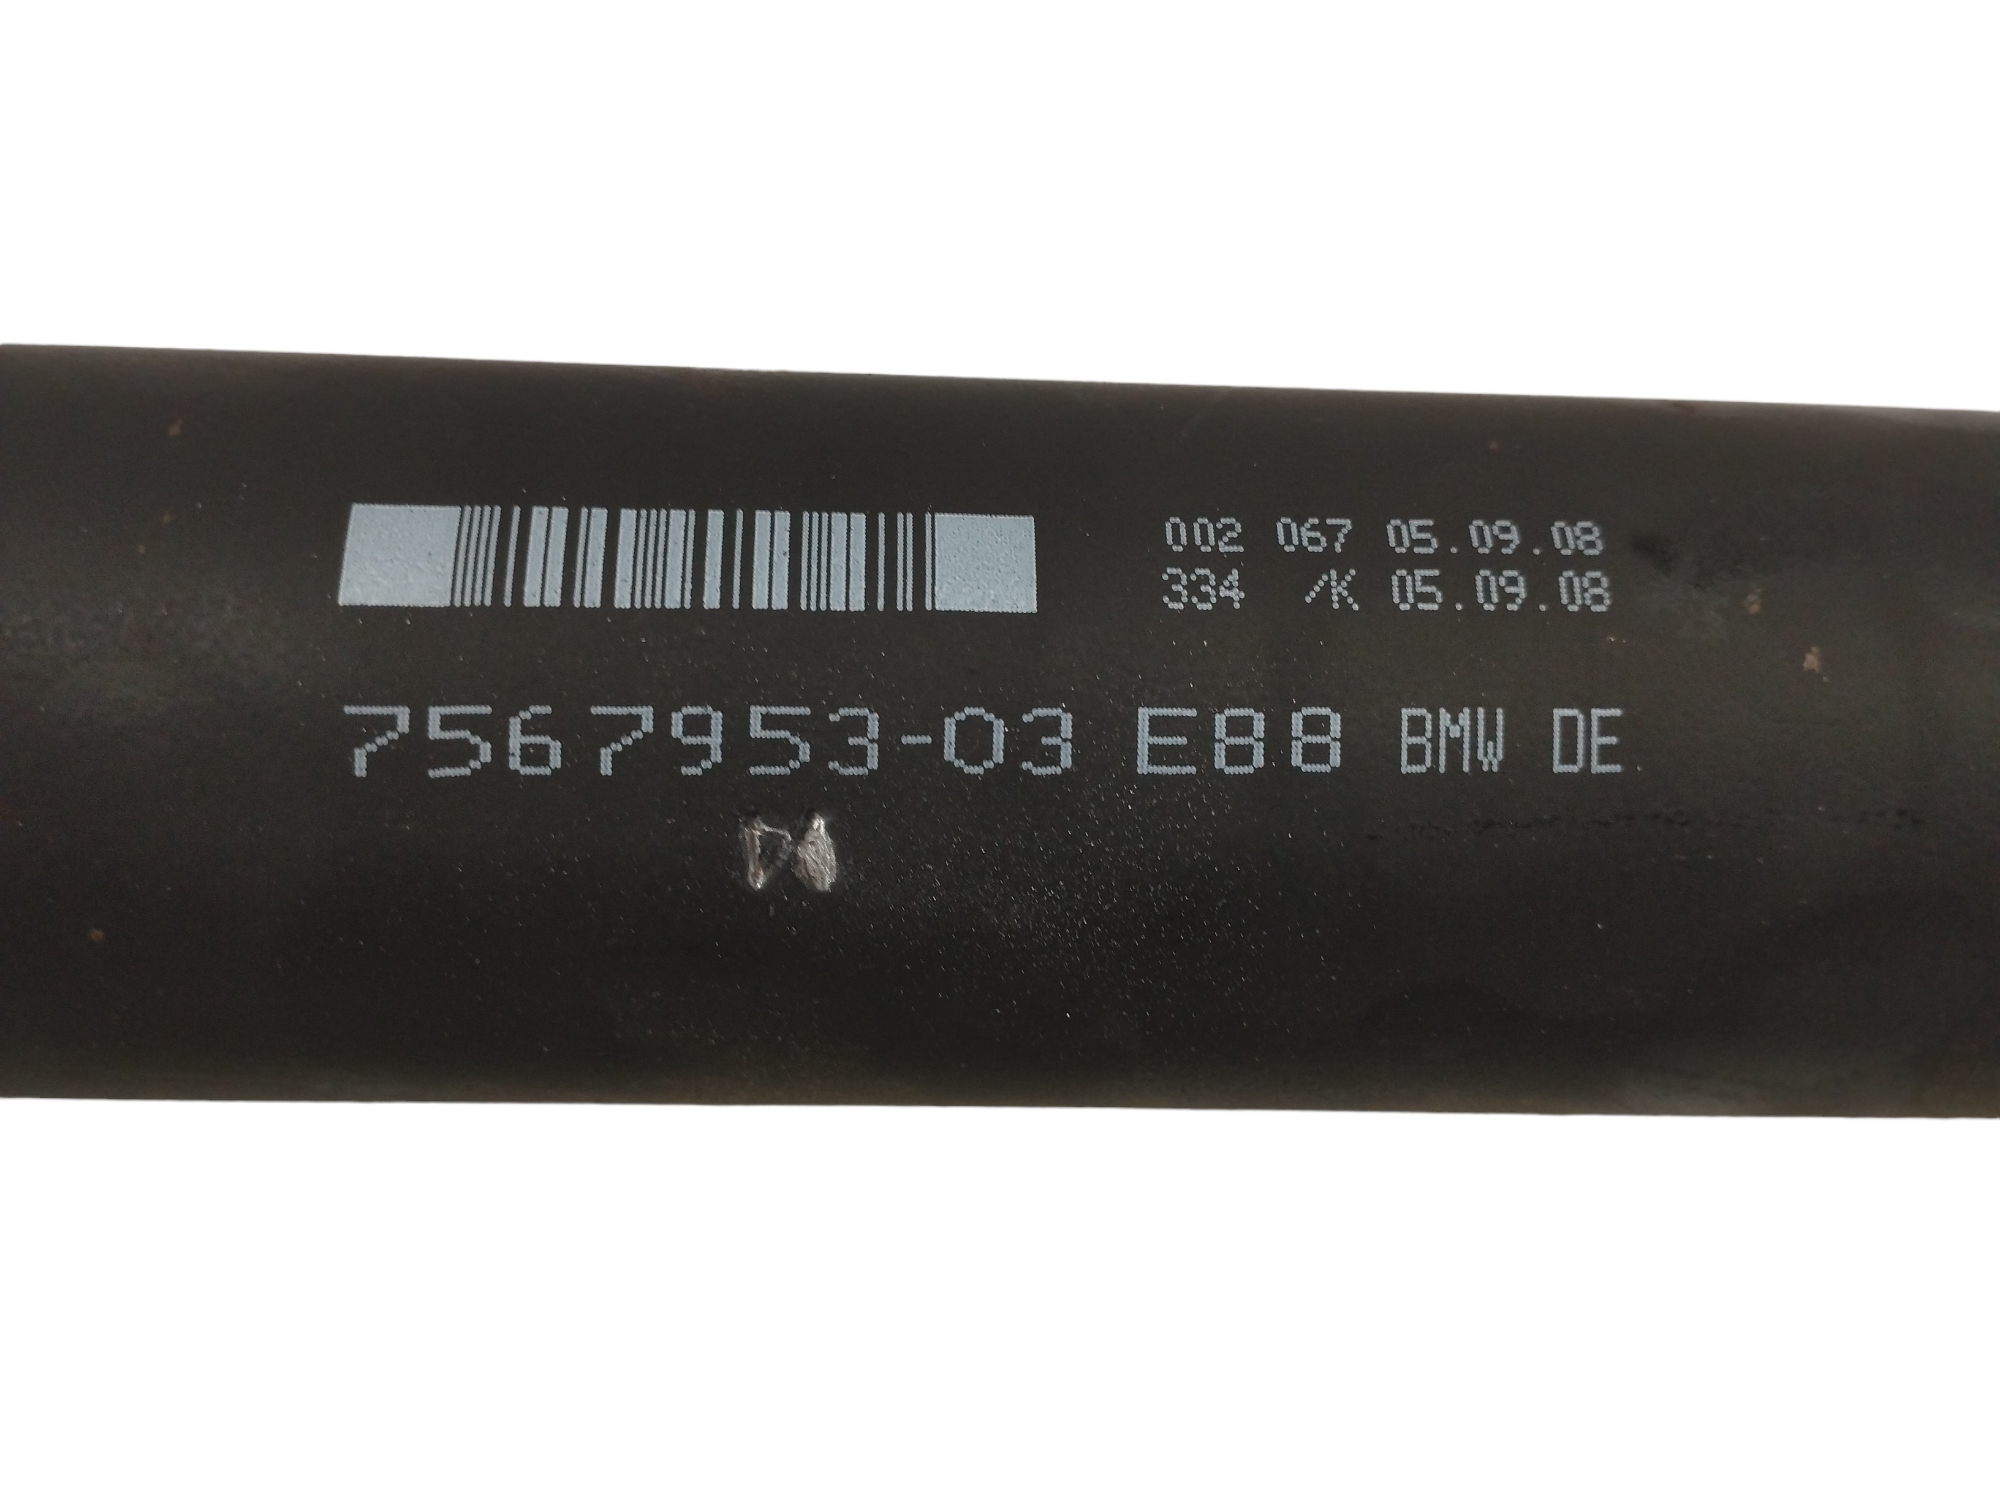 002 067 05.09.08
334 /K 05.09.08
7567953-03 E88 BMW DE